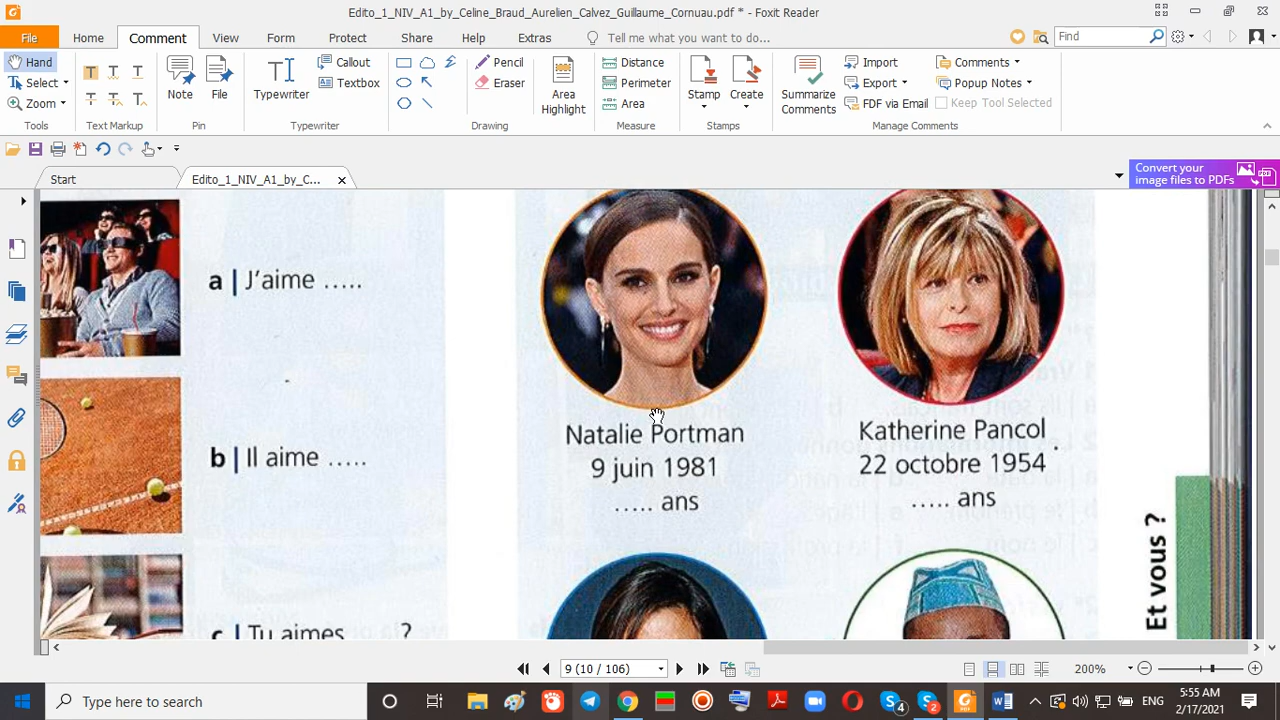 Edito_1_NIV_A1_by_Celine_Braud_Aurelien_Calvez_Guillaume_Cornuau.pdf * - Foxit Reader
File Home Comment View Form Protect Share Help Extras Tell me what you want to do... Find
Hand
Select
Zoom
Tools
Text Markup
Note
File
Pin
Typewriter
Callout
Textbox
Typewriter
Pencil
Eraser
Drawing
Area
Highlight
Distance
Perimeter
Area
Measure
Stamp
Create
Stamps
Summarize
Comments
Import
Export
FDF via Email
Comments
Popup Notes
Keep Tool Selected
Manage Comments
Start
Edito_1_NIV_A1_by_C...
Convert your
image files to PDFs
a | J'aime .....
b | Il aime .....
c | Tu aimes ?
Natalie Portman
9 juin 1981
..... ans
Katherine Pancol
22 octobre 1954
..... ans
Et vous ?
9 (10 / 106)
200%
Type here to search
4
2
ENG
5:55 AM
2/17/2021